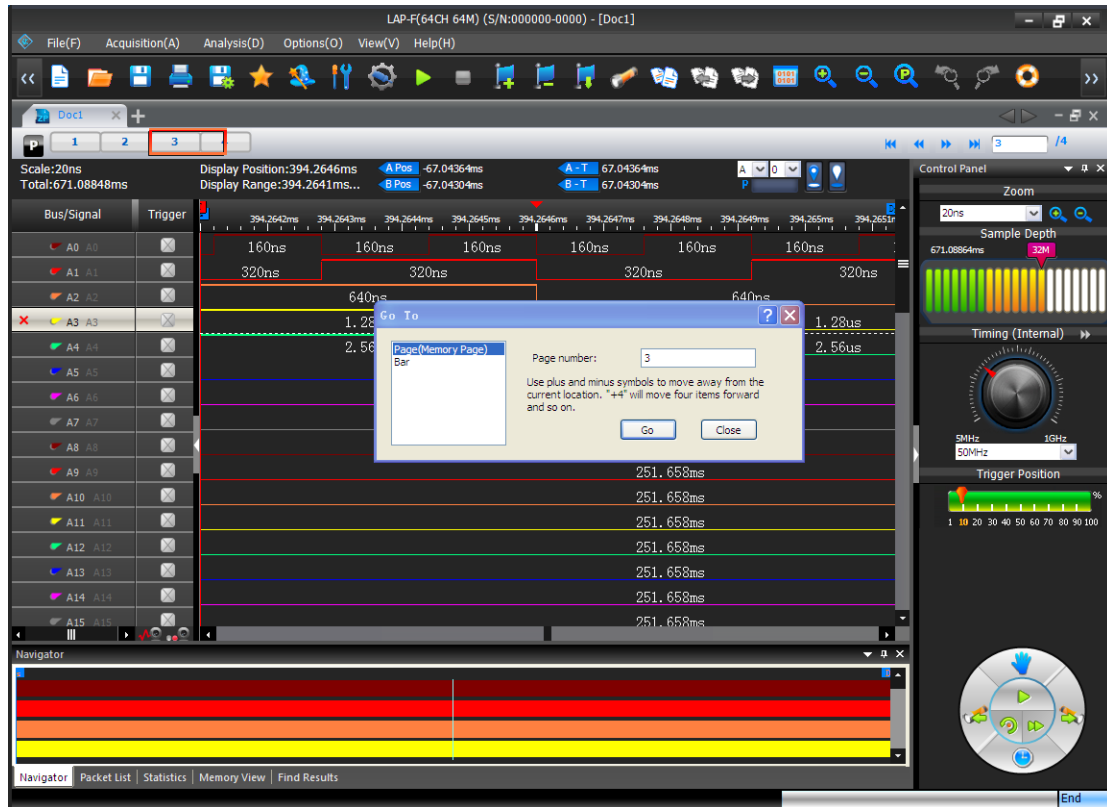 LAP-F(64CH 64M) (S/N:000000-0000) - [Doc1]
File(F) Acquisition(A) Analysis(D) Options(O) View(V) Help(H)
Doc1
P 1 2 3 3 /4
Scale:20ns Display Position:394.2646ms A Pos -67.04364ms A - T 67.04364ms A 0
Total:671.08848ms Display Range:394.2641ms... B Pos -67.04304ms B - T 67.04304ms P
Control Panel
Zoom
20ns
Sample Depth
671.08864ms 32M
Timing (Internal)
5MHz 1GHz
50MHz
Trigger Position
%
1 10 20 30 40 50 60 70 80 90 100
Bus/Signal Trigger 394.2642ms 394.2643ms 394.2644ms 394.2645ms 394.2646ms 394.2647ms 394.2648ms 394.2649ms 394.265ms 394.2651
A0 A0 160ns 160ns 160ns 160ns 160ns 160ns
A1 A1 320ns 320ns 320ns 320ns
A2 A2 640ns 640ns
A3 A3 1.28 1.28us
A4 A4 2.56 2.56us
A5 A5
A6 A6
A7 A7
A8 A8
A9 A9 251.658ms
A10 A10 251.658ms
A11 A11 251.658ms
A12 A12 251.658ms
A13 A13 251.658ms
A14 A14 251.658ms
A15 A15 251.658ms
Go To
Page(Memory Page)
Bar
Page number: 3
Use plus and minus symbols to move away from the
current location. "+4" will move four items forward
and so on.
Go Close
Navigator
Navigator Packet List Statistics Memory View Find Results
End